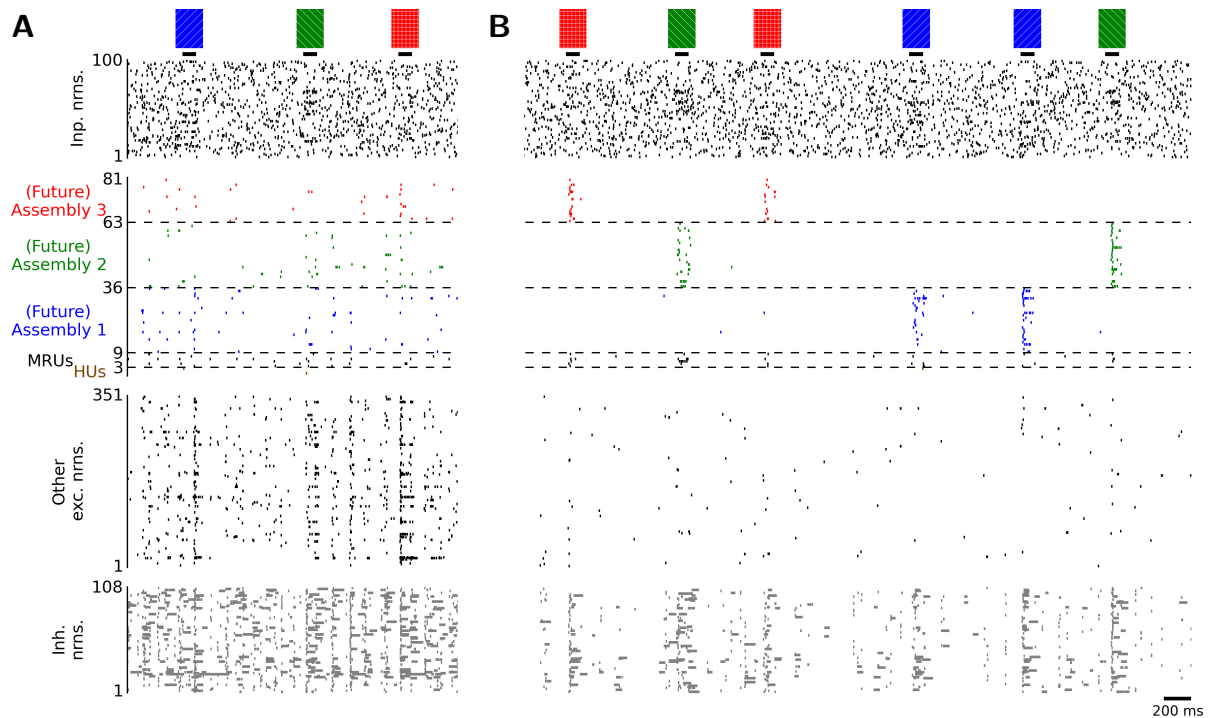 A
B
100
Inp. nrns.
1
81
(Future)
Assembly 3
63
(Future)
Assembly 2
36
(Future)
Assembly 1
9
MRUs
3
HUs
351
Other
exc. nrns.
1
108
Inh.
nrns.
1
200 ms